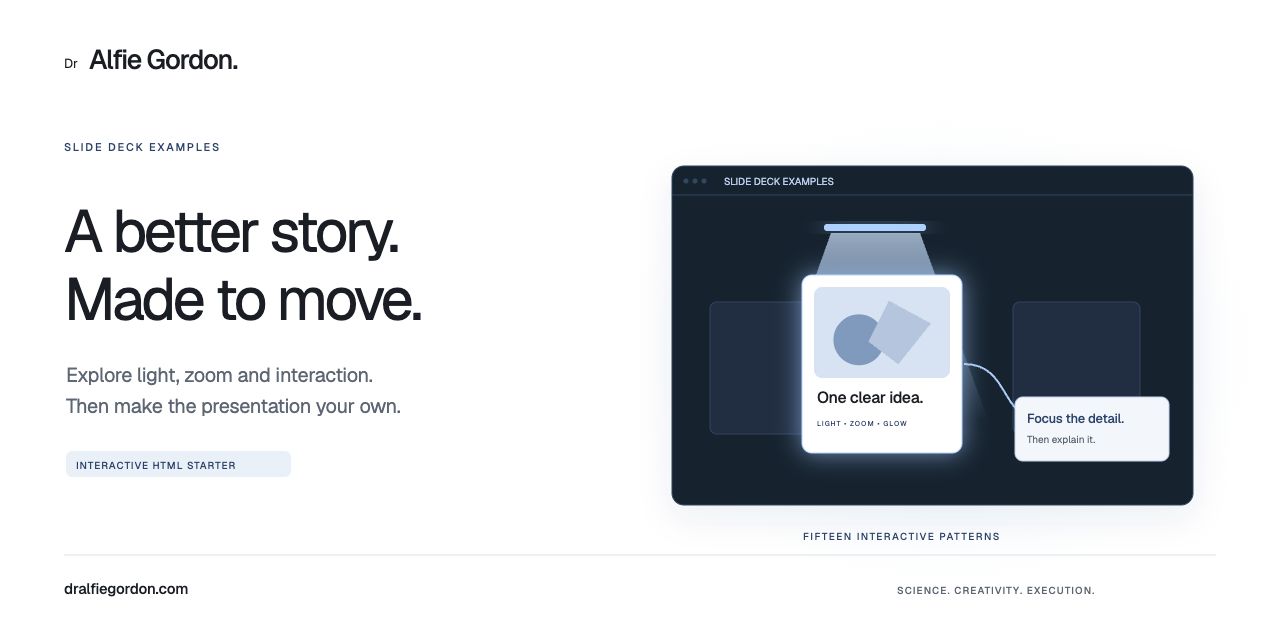 Dr Alfie Gordon.
SLIDE DECK EXAMPLES
A better story.
Made to move.
Explore light, zoom and interaction.
Then make the presentation your own.
INTERACTIVE HTML STARTER
SLIDE DECK EXAMPLES
One clear idea.
LIGHT • ZOOM • GLOW
Focus the detail.
Then explain it.
FIFTEEN INTERACTIVE PATTERNS
dralfiegordon.com
SCIENCE. CREATIVITY. EXECUTION.